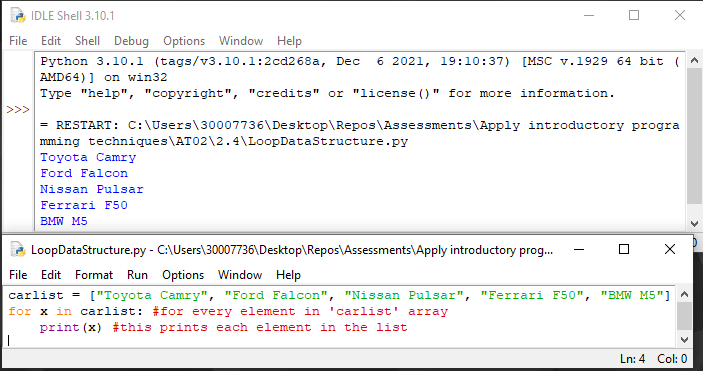 IDLE Shell 3.10.1
File Edit Shell Debug Options Window Help
Python 3.10.1 (tags/v3.10.1:2cd268a, Dec  6 2021, 19:10:37) [MSC v.1929 64 bit (
AMD64)] on win32
Type "help", "copyright", "credits" or "license()" for more information.
>>>
= RESTART: C:\Users\30007736\Desktop\Repos\Assessments\Apply introductory progra
mming techniques\AT02\2.4\LoopDataStructure.py
Toyota Camry
Ford Falcon
Nissan Pulsar
Ferrari F50
BMW M5
LoopDataStructure.py - C:\Users\30007736\Desktop\Repos\Assessments\Apply introductory prog...
File Edit Format Run Options Window Help
carlist = ["Toyota Camry", "Ford Falcon", "Nissan Pulsar", "Ferrari F50", "BMW M5"]
for x in carlist: #for every element in 'carlist' array
    print(x) #this prints each element in the list
Ln: 4 Col: 0